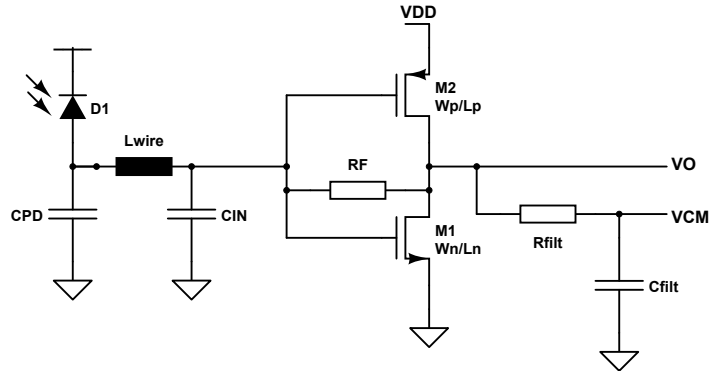 VDD
D1
M2
Wp/Lp
Lwire
RF
VO
CPD
CIN
M1
Wn/Ln
Rfilt
VCM
Cfilt